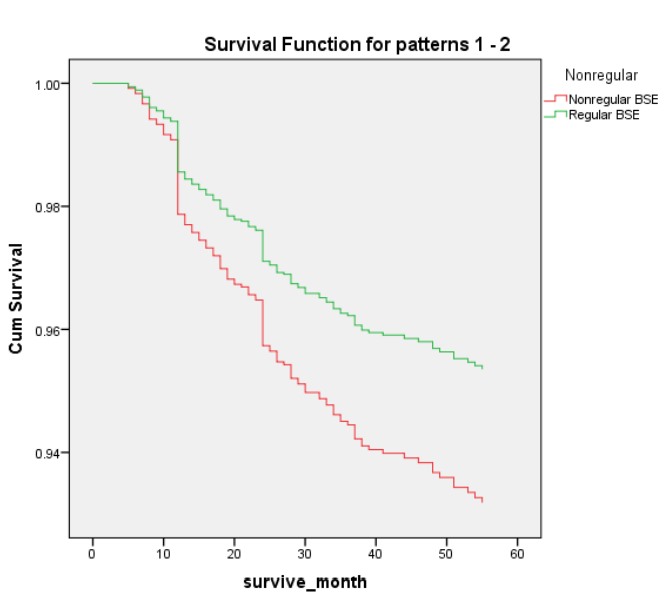 Survival Function for patterns 1 - 2
Nonregular
Nonregular BSE
Regular BSE
Cum Survival
1.00
0.98
0.96
0.94
0 10 20 30 40 50 60
survive_month